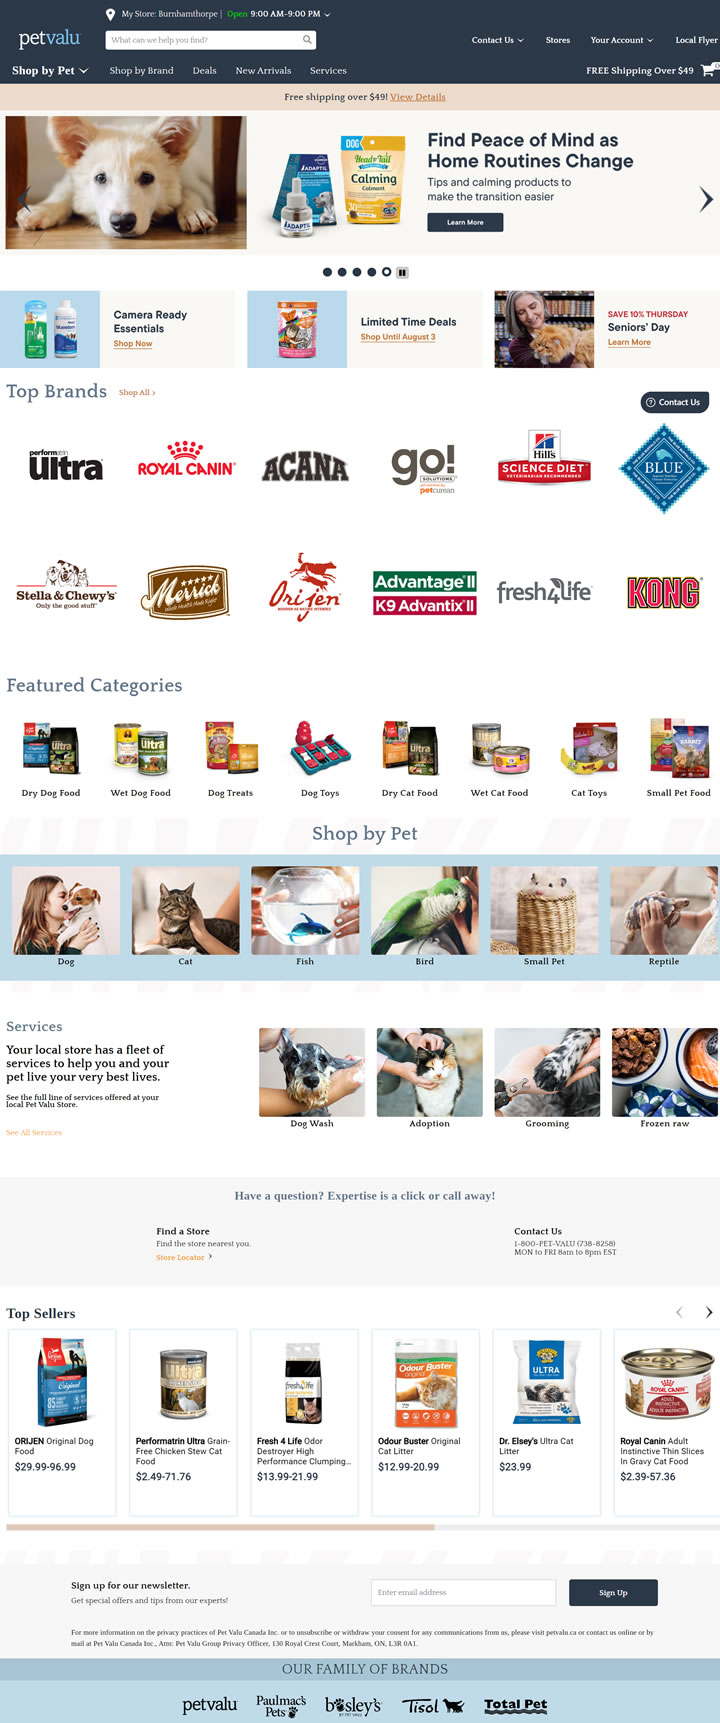 My Store: Burnhamthorpe | Open 9:00 AM-9:00 PM
petvalu
What can we help you find?
Contact Us
Stores
Your Account
Local Flyer
Shop by Pet
Shop by Brand
Deals
New Arrivals
Services
FREE Shipping Over $49
Free shipping over $49! View Details
Find Peace of Mind as
Home Routines Change
Tips and calming products to
make the transition easier
Learn More
DOG
ADAPTIL
Head to Tail
Calming
Calmant
30
ADAPTIL
Camera Ready
Essentials
Shop Now
Limited Time Deals
Shop Until August 3
SAVE 10% THURSDAY
Seniors' Day
Learn More
Top Brands
Shop All >
Contact Us
performatrin
ultra
ROYAL CANIN
ACANA
go!
SOLUTIONS
petcurean
Hill's
SCIENCE DIET
VETERINARIAN RECOMMENDED
BLUE
Stella & Chewy's
Only the good stuff
Merrick
Orijen
NOURISH AS NATURE INTENDED
Advantage II
K9 Advantix II
fresh4life
KONG
Featured Categories
Dry Dog Food
Wet Dog Food
Dog Treats
Dog Toys
Dry Cat Food
Wet Cat Food
Cat Toys
Small Pet Food
Shop by Pet
Dog
Cat
Fish
Bird
Small Pet
Reptile
Services
Your local store has a fleet of
services to help you and your
pet live your very best lives.
See the full line of services offered at your
local Pet Valu Store.
See All Services
Dog Wash
Adoption
Grooming
Frozen raw
Have a question? Expertise is a click or call away!
Find a Store
Find the store nearest you.
Store Locator >
Contact Us
1-800-PET-VALU (738-8258)
MON to FRI 8am to 8pm EST
Top Sellers
ORIJEN Original Dog
Food
$29.99-96.99
Performatrin Ultra Grain-
Free Chicken Stew Cat
Food
$2.49-71.76
Fresh 4 Life Odor
Destroyer High
Performance Clumping...
$13.99-21.99
Odour Buster Original
Cat Litter
$12.99-20.99
Dr. Elsey's Ultra Cat
Litter
$23.99
Royal Canin Adult
Instinctive Thin Slices
In Gravy Cat Food
$2.39-57.36
Sign up for our newsletter.
Get special offers and tips from our experts!
Enter email address
Sign Up
For more information on the privacy practices of Pet Valu Canada Inc. or to unsubscribe or withdraw your consent for any communications from us, please visit petvalu.ca or contact us online or by
mail at Pet Valu Canada Inc., Attn: Pet Valu Group Privacy Officer, 130 Royal Crest Court, Markham, ON, L3R 0A1.
OUR FAMILY OF BRANDS
petvalu
Paulmac's
Pets
bosley's
BY PET VALU
Tisol
Total Pet